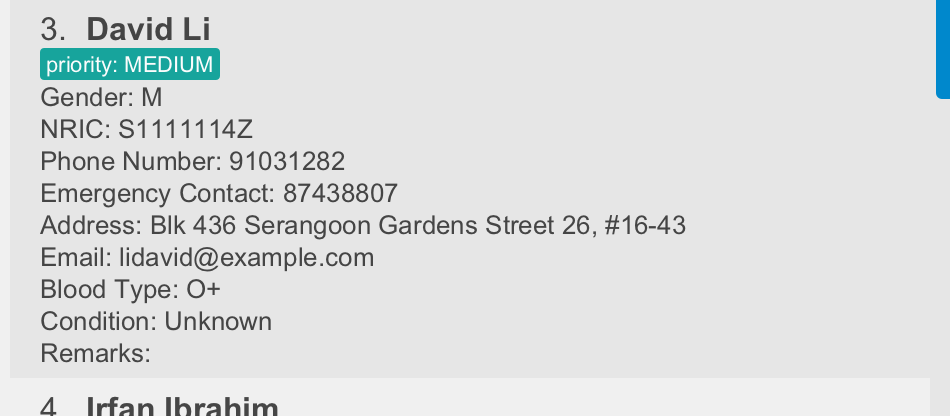 3. David Li
priority: MEDIUM
Gender: M
NRIC: S1111114Z
Phone Number: 91031282
Emergency Contact: 87438807
Address: Blk 436 Serangoon Gardens Street 26, #16-43
Email: lidavid@example.com
Blood Type: O+
Condition: Unknown
Remarks:
4. Irfan Ibrahim